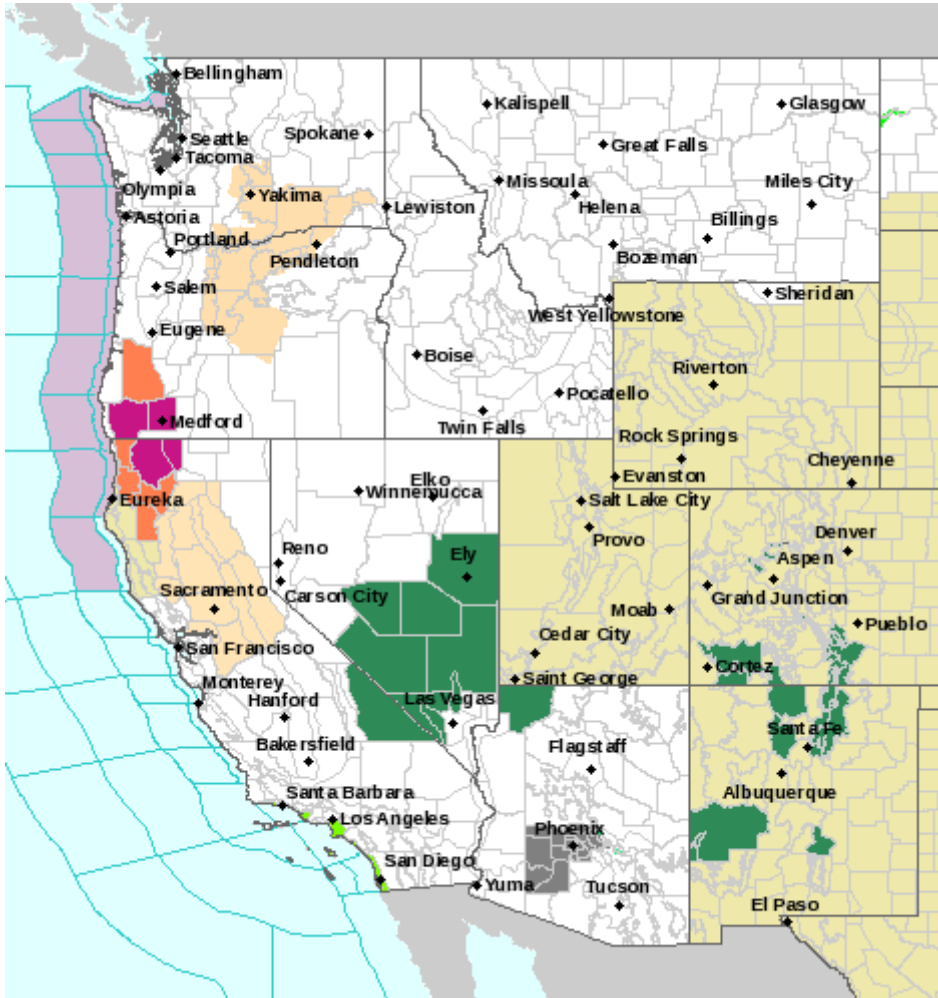 Bellingham
Kalispell
Glasgow
Seattle
Spokane
Great Falls
Tacoma
Olympia
Yakima
Missoula
Miles City
Helena
Lewiston
Astoria
Billings
Portland
Pendleton
Bozeman
Salem
Sheridan
West Yellowstone
Eugene
Boise
Riverton
Pocatello
Medford
Twin Falls
Rock Springs
Cheyenne
Evanston
Elko
Winnemucca
Eureka
Salt Lake City
Provo
Denver
Reno
Ely
Aspen
Carson City
Grand Junction
Sacramento
Moab
Pueblo
Cedar City
San Francisco
Cortez
Saint George
Monterey
Hanford
Las Vegas
Santa Fe
Bakersfield
Flagstaff
Albuquerque
Santa Barbara
Los Angeles
Phoenix
San Diego
Yuma
Tucson
El Paso